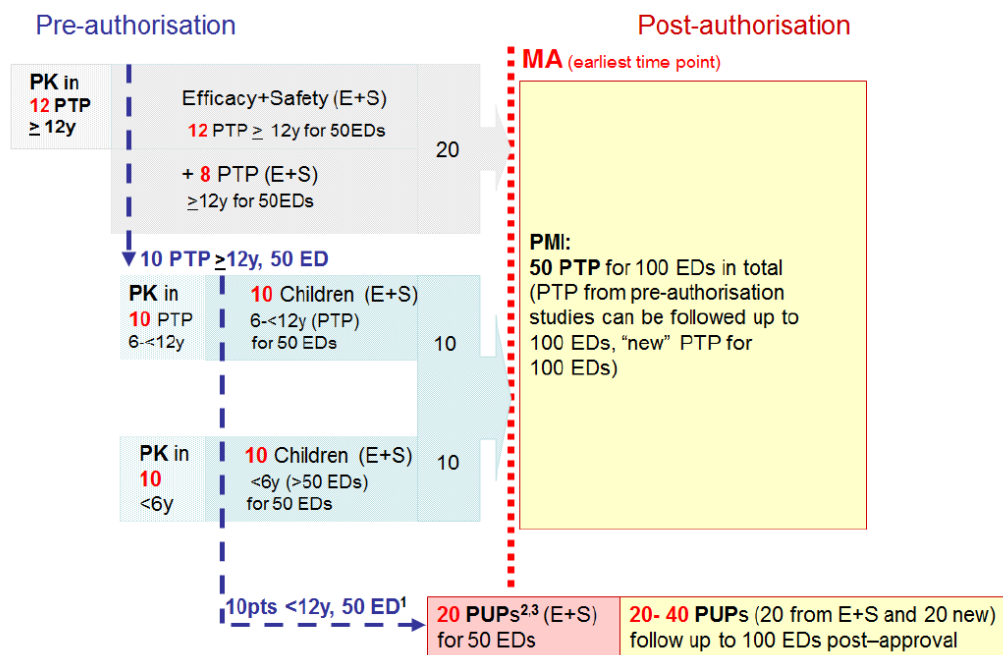 Pre-authorisation
Post-authorisation
MA (earliest time point)
PK in
12 PTP
≥ 12y
Efficacy+Safety (E+S)
12 PTP ≥ 12y for 50EDs
+ 8 PTP (E+S)
≥12y for 50EDs
20
10 PTP ≥12y, 50 ED
PK in
10 PTP
6-<12y
10 Children (E+S)
6-<12y (PTP)
for 50 EDs
10
PK in
10
<6y
10 Children (E+S)
<6y (>50 EDs)
for 50 EDs
10
PMI:
50 PTP for 100 EDs in total
(PTP from pre-authorisation
studies can be followed up to
100 EDs, “new” PTP for
100 EDs)
10pts <12y, 50 ED¹
20 PUPs²,³ (E+S)
for 50 EDs
20- 40 PUPs (20 from E+S and 20 new)
follow up to 100 EDs post–approval